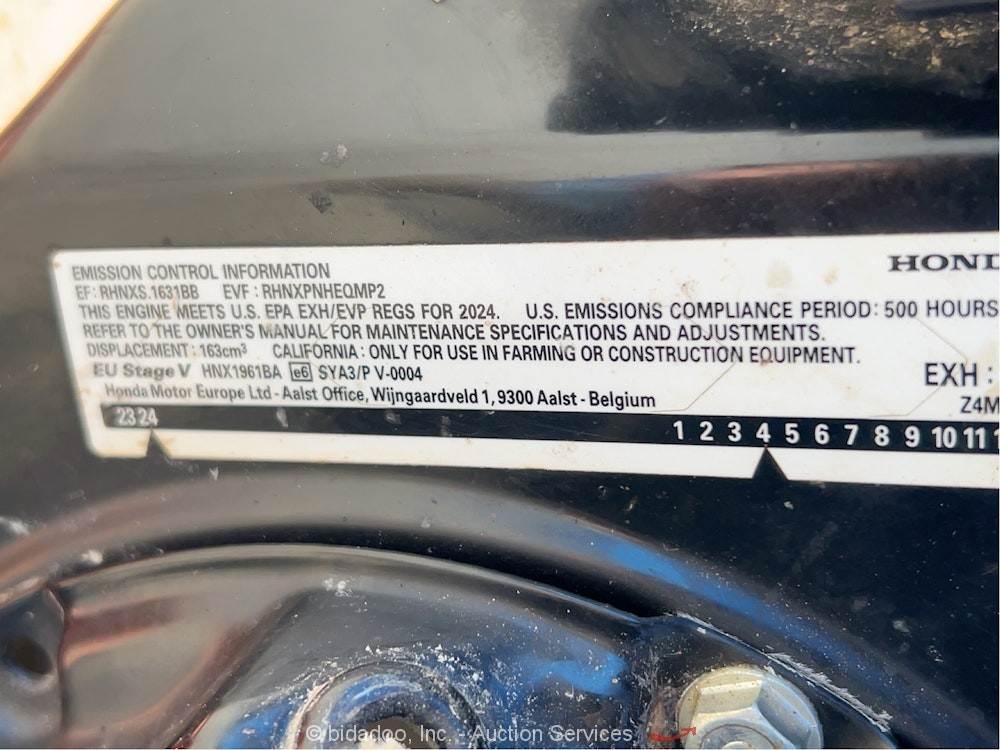 HOND
EMISSION CONTROL INFORMATION
EF: RHNXS.1631BB EVF: RHNXPNHEQMP2
THIS ENGINE MEETS U.S. EPA EXH/EVP REGS FOR 2024. U.S. EMISSIONS COMPLIANCE PERIOD: 500 HOURS
REFER TO THE OWNER'S MANUAL FOR MAINTENANCE SPECIFICATIONS AND ADJUSTMENTS.
DISPLACEMENT: 163cm³ CALIFORNIA: ONLY FOR USE IN FARMING OR CONSTRUCTION EQUIPMENT.
EU Stage V HNX1961BA e6 SYA3/P V-0004 EXH:
Honda Motor Europe Ltd - Aalst Office, Wijngaardveld 1, 9300 Aalst - Belgium Z4M
23 24 1 2 3 4 5 6 7 8 9 10 11
© bidadoo, Inc. - Auction Services